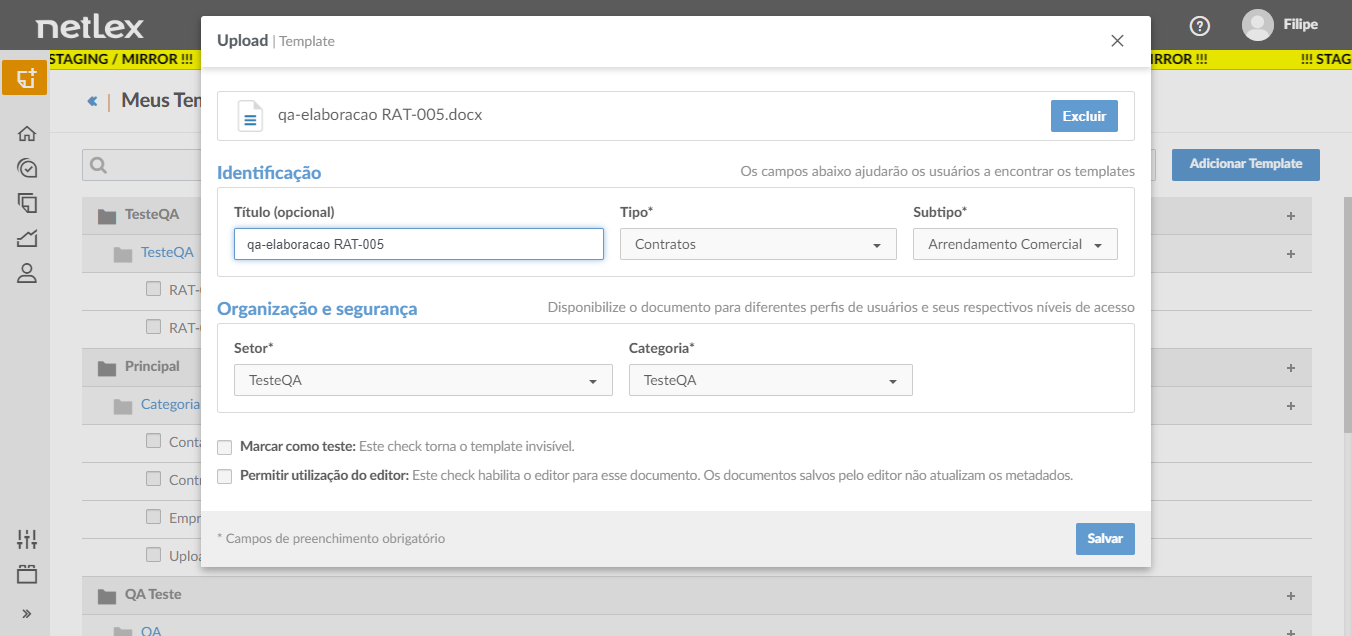 netlex
Filipe
STAGING / MIRROR !!!
!!! STAG
Upload | Template
qa-elaboracao RAT-005.docx
Excluir
« | Meus Tem
Adicionar Template
Identificação
Os campos abaixo ajudarão os usuários a encontrar os templates
Título (opcional)
Tipo*
Subtipo*
qa-elaboracao RAT-005
Contratos
Arrendamento Comercial
Organização e segurança
Disponibilize o documento para diferentes perfis de usuários e seus respectivos níveis de acesso
Setor*
Categoria*
TesteQA
TesteQA
Marcar como teste: Este check torna o template invisível.
Permitir utilização do editor: Este check habilita o editor para esse documento. Os documentos salvos pelo editor não atualizam os metadados.
* Campos de preenchimento obrigatório
Salvar
TesteQA
TesteQA
RAT-
RAT-
Principal
Categoria
Conta
Contr
Empr
Uploa
QA Teste
QA